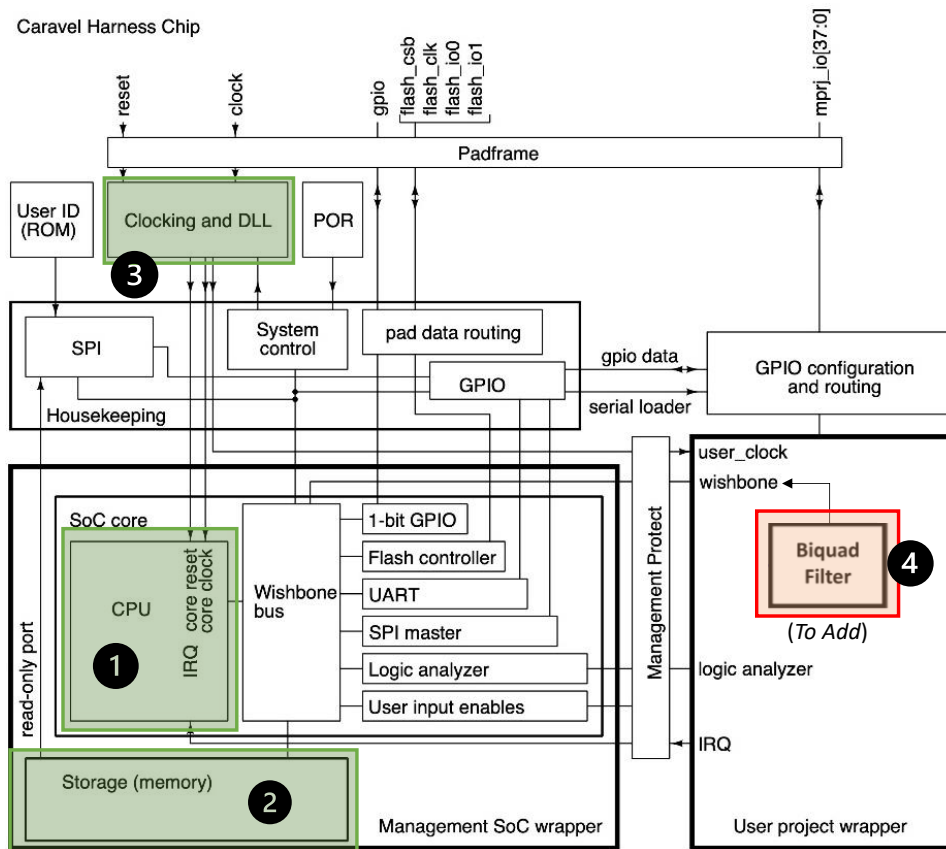 Caravel Harness Chip
reset
clock
gpio
flash_csb
flash_clk
flash_io0
flash_io1
mprj_io[37:0]
Padframe
User ID
(ROM)
Clocking and DLL
POR
3
SPI
System
control
pad data routing
GPIO
Housekeeping
gpio data
serial loader
GPIO configuration
and routing
SoC core
CPU
1
IRQ
core reset
core clock
Wishbone
bus
1-bit GPIO
Flash controller
UART
SPI master
Logic analyzer
User input enables
Management Protect
user_clock
wishbone
Biquad
Filter
4
(To Add)
logic analyzer
IRQ
read-only port
Storage (memory)
2
Management SoC wrapper
User project wrapper